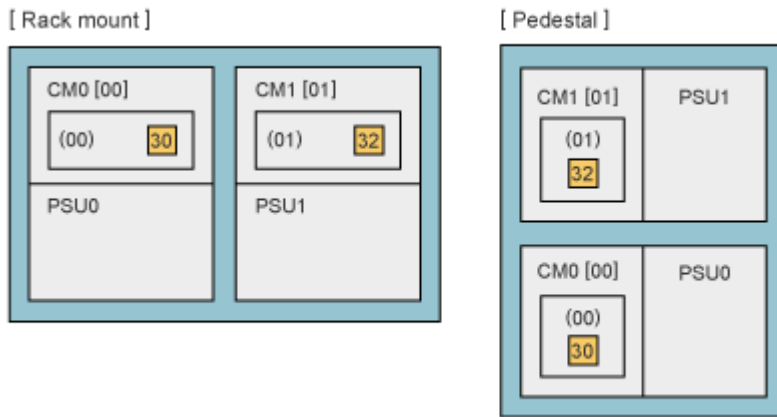 [ Rack mount ]
CM0 [00]
(00) 30
PSU0
CM1 [01]
(01) 32
PSU1
[ Pedestal ]
CM1 [01]
(01)
32
PSU1
CM0 [00]
(00)
30
PSU0